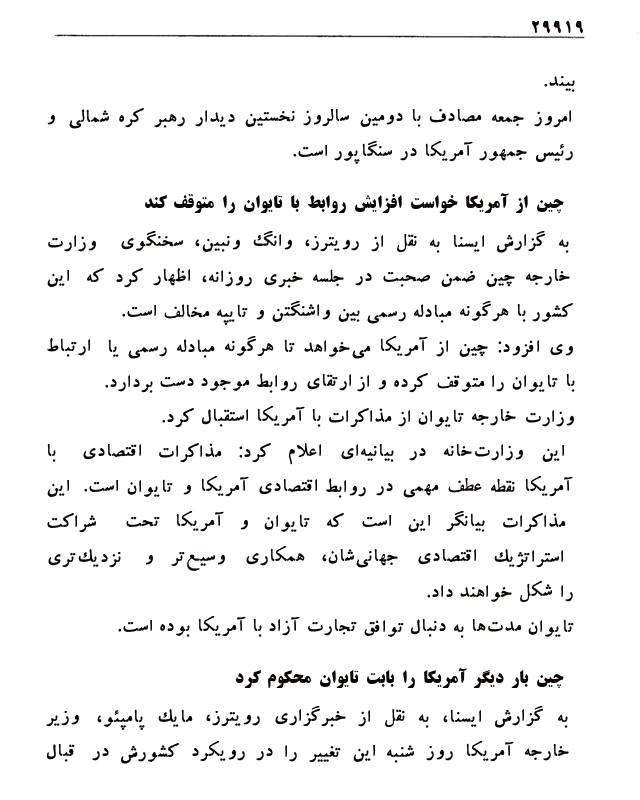 ۲۹۹۱۹
بیند.
امروز جمعه مصادف با دومین سالروز نخستین دیدار رهبر کره شمالی و
رئیس جمهور آمریکا در سنگاپور است.
چین از آمریکا خواست افزایش روابط با تایوان را متوقف کند
به گزارش ایسنا به نقل از رویترز، وانگ ونبین، سخنگوی وزارت
خارجه چین ضمن صحبت در جلسه خبری روزانه، اظهار کرد که این
کشور با هرگونه مبادله رسمی بین واشنگتن و تایپه مخالف است.
وی افزود: چین از آمریکا می‌خواهد تا هرگونه مبادله رسمی یا ارتباط
با تایوان را متوقف کرده و از ارتقای روابط موجود دست بردارد.
وزارت خارجه تایوان از مذاکرات با آمریکا استقبال کرد.
این وزارت‌خانه در بیانیه‌ای اعلام کرد: مذاکرات اقتصادی با
آمریکا نقطه عطف مهمی در روابط اقتصادی آمریکا و تایوان است. این
مذاکرات بیانگر این است که تایوان و آمریکا تحت شراکت
استراتژیک اقتصادی جهانی‌شان، همکاری وسیع‌تر و نزدیک‌تری
را شکل خواهند داد.
تایوان مدت‌ها به دنبال توافق تجارت آزاد با آمریکا بوده است.
چین بار دیگر آمریکا را بابت تایوان محکوم کرد
به گزارش ایسنا، به نقل از خبرگزاری رویترز، مایک پامپئو، وزیر
خارجه آمریکا روز شنبه این تغییر را در رویکرد کشورش در قبال